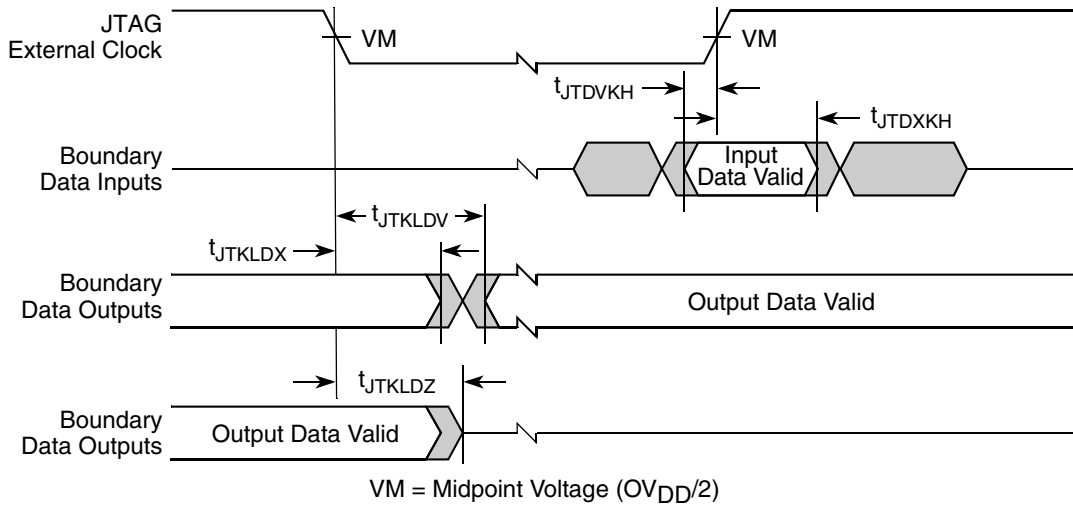 JTAG
External Clock
VM
VM
tJTDVKH
tJTDXKH
Boundary
Data Inputs
Input
Data Valid
tJTKLDV
tJTKLDX
Boundary
Data Outputs
Output Data Valid
tJTKLDZ
Boundary
Data Outputs
Output Data Valid
VM = Midpoint Voltage (OVDD/2)